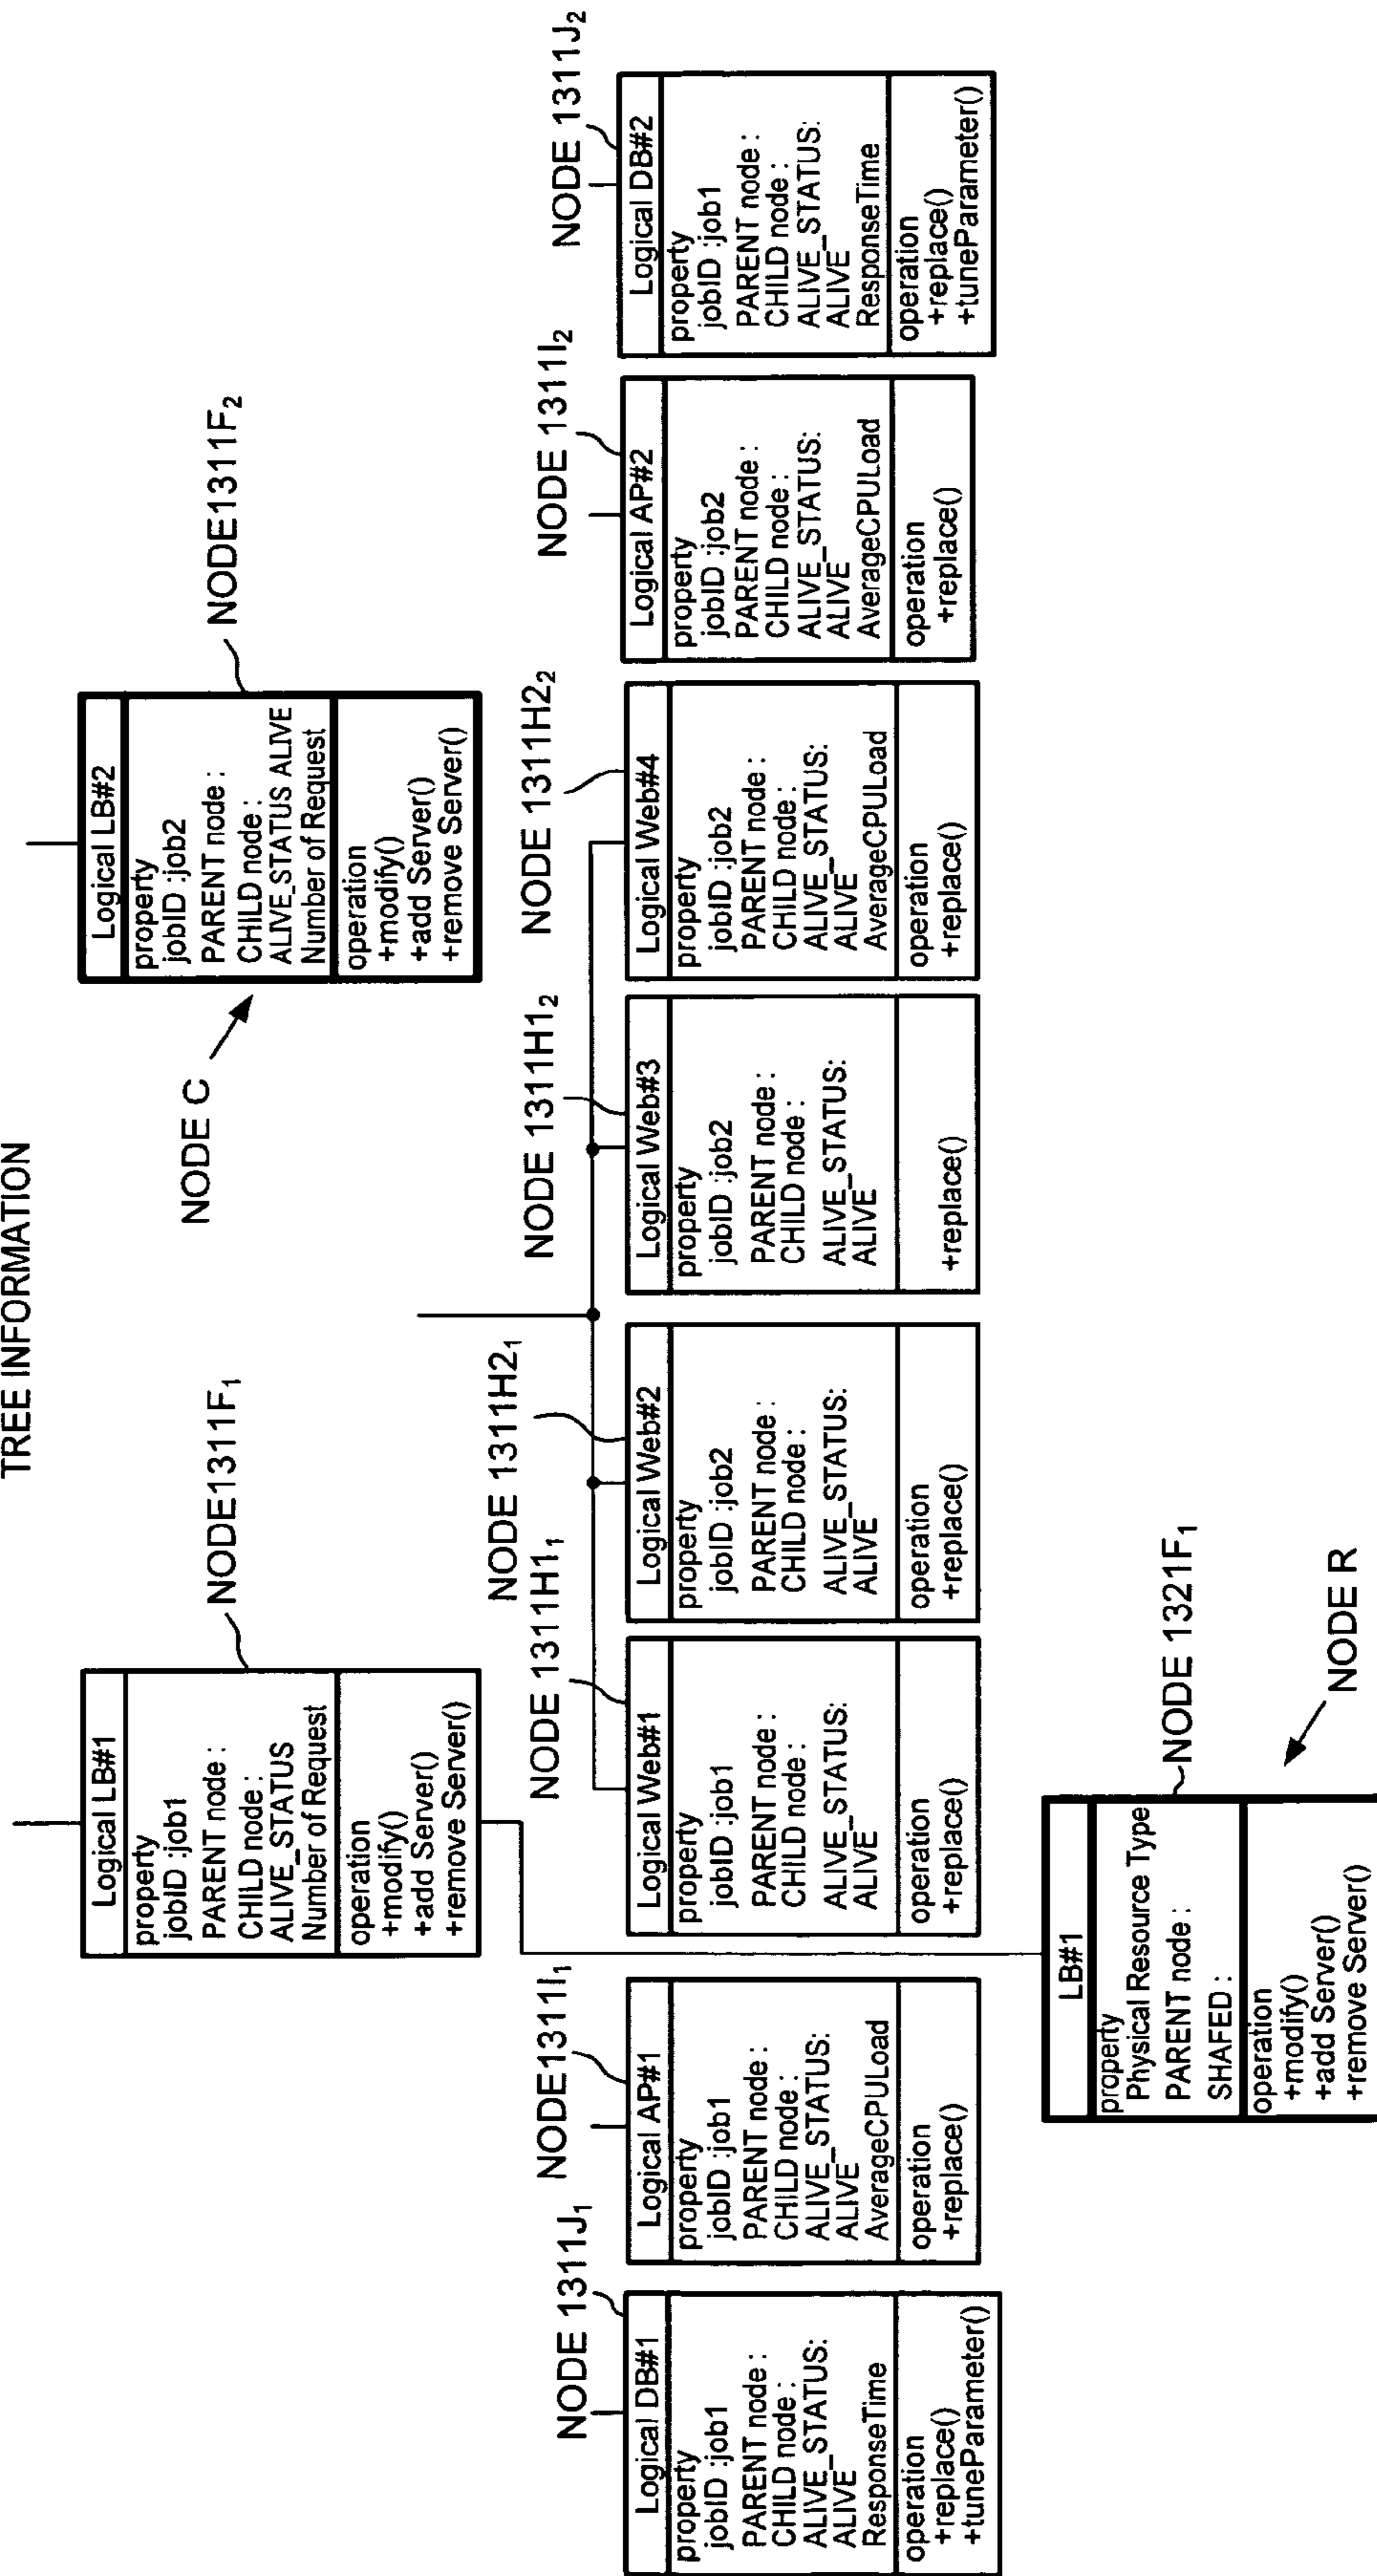 TREE INFORMATION
NODE1311F₁
Logical LB#1
property
jobID :job1
PARENT node :
CHILD node :
ALIVE_STATUS
Number of Request
operation
+modify()
+add Server()
+remove Server()
NODE C
NODE1311F₂
Logical LB#2
property
jobID :job2
PARENT node :
CHILD node :
ALIVE_STATUS ALIVE
Number of Request
operation
+modify()
+add Server()
+remove Server()
NODE 1311J₁
Logical DB#1
property
jobID :job1
PARENT node :
CHILD node :
ALIVE_STATUS:
ALIVE
ResponseTime
operation
+replace()
+tuneParameter()
NODE1311I₁
Logical AP#1
property
jobID :job1
PARENT node :
CHILD node :
ALIVE_STATUS:
ALIVE
AverageCPULoad
operation
+replace()
NODE 1311H1₁
Logical Web#1
property
jobID :job1
PARENT node :
CHILD node :
ALIVE_STATUS:
ALIVE
operation
+replace()
NODE 1311H2₁
Logical Web#2
property
jobID :job2
PARENT node :
CHILD node :
ALIVE_STATUS:
ALIVE
operation
+replace()
NODE 1311H1₂
Logical Web#3
property
jobID :job2
PARENT node :
CHILD node :
ALIVE_STATUS:
ALIVE
+replace()
NODE 1311H2₂
Logical Web#4
property
jobID :job2
PARENT node :
CHILD node :
ALIVE_STATUS:
ALIVE
AverageCPULoad
operation
+replace()
NODE 1311I₂
Logical AP#2
property
jobID :job2
PARENT node :
CHILD node :
ALIVE_STATUS:
ALIVE
AverageCPULoad
operation
+replace()
NODE 1311J₂
Logical DB#2
property
jobID :job1
PARENT node :
CHILD node :
ALIVE_STATUS:
ALIVE
ResponseTime
operation
+replace()
+tuneParameter()
LB#1
property
Physical Resource Type
PARENT node :
SHAFED :
operation
+modify()
+add Server()
+remove Server()
NODE 1321F₁
NODE R